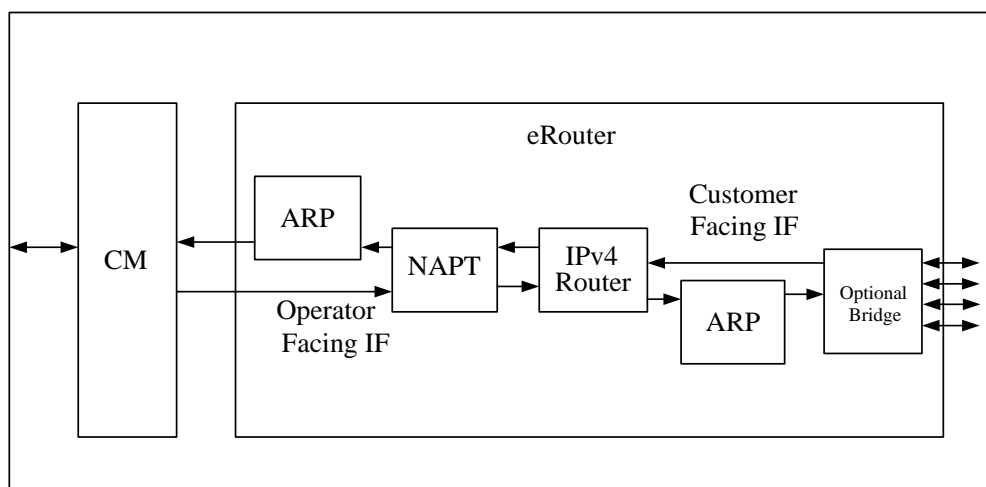 eRouter
CM
ARP
NAPT
Operator
Facing IF
IPv4
Router
Customer
Facing IF
ARP
Optional
Bridge